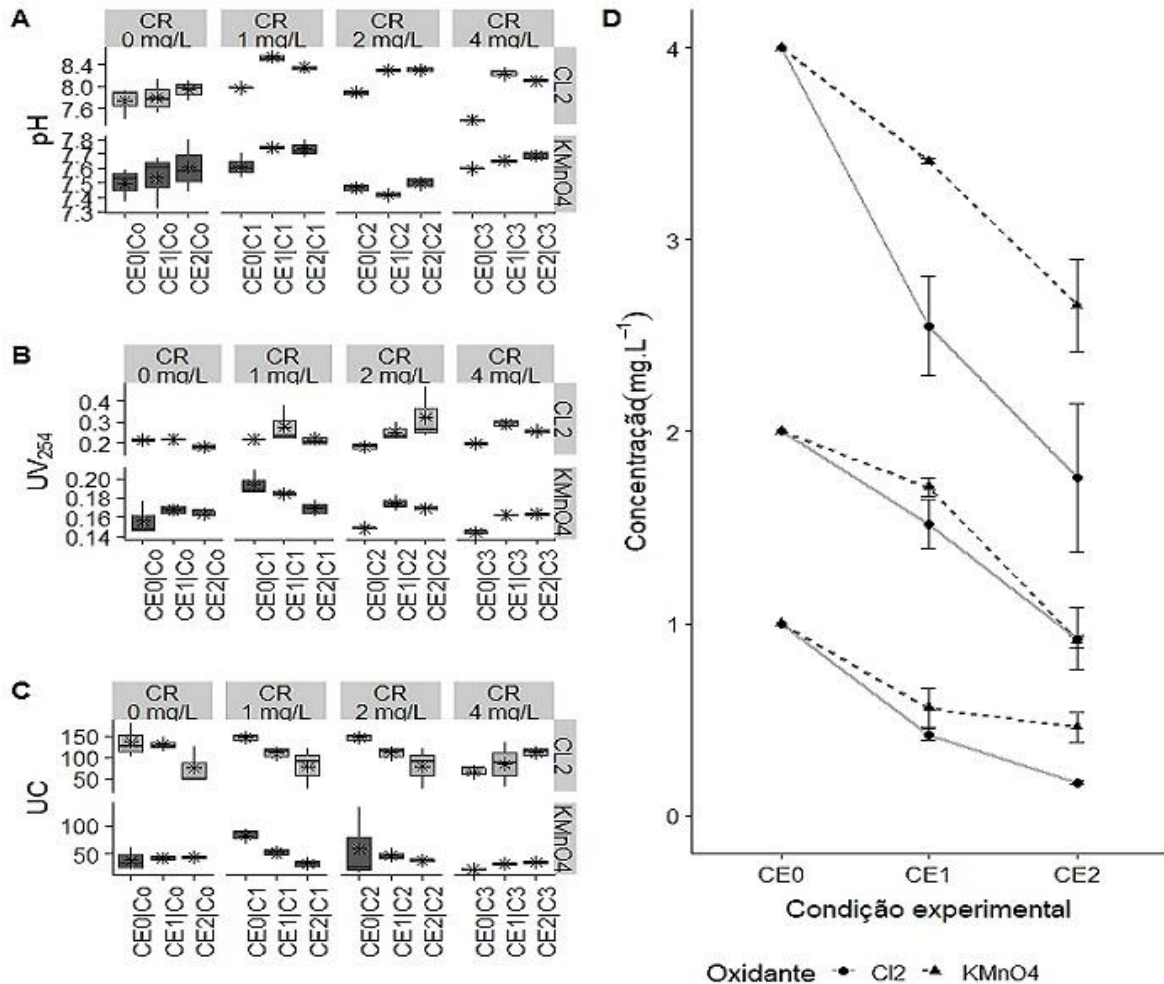 A
CR 0 mg/L
CR 1 mg/L
CR 2 mg/L
CR 4 mg/L
pH
8.4
8.0
7.6
CL2
7.8
7.7
7.6
7.5
7.4
7.3
KMnO4
CE0|Co
CE1|Co
CE2|Co
CE0|C1
CE1|C1
CE2|C1
CE0|C2
CE1|C2
CE2|C2
CE0|C3
CE1|C3
CE2|C3
B
CR 0 mg/L
CR 1 mg/L
CR 2 mg/L
CR 4 mg/L
UV254
0.4
0.3
0.2
CL2
0.20
0.18
0.16
0.14
KMnO4
CE0|Co
CE1|Co
CE2|Co
CE0|C1
CE1|C1
CE2|C1
CE0|C2
CE1|C2
CE2|C2
CE0|C3
CE1|C3
CE2|C3
C
CR 0 mg/L
CR 1 mg/L
CR 2 mg/L
CR 4 mg/L
UC
150
100
50
CL2
100
50
KMnO4
CE0|Co
CE1|Co
CE2|Co
CE0|C1
CE1|C1
CE2|C1
CE0|C2
CE1|C2
CE2|C2
CE0|C3
CE1|C3
CE2|C3
D
Concentração(mg.L⁻¹)
4
3
2
1
0
CE0
CE1
CE2
Condição experimental
Oxidante Cl2 KMnO4